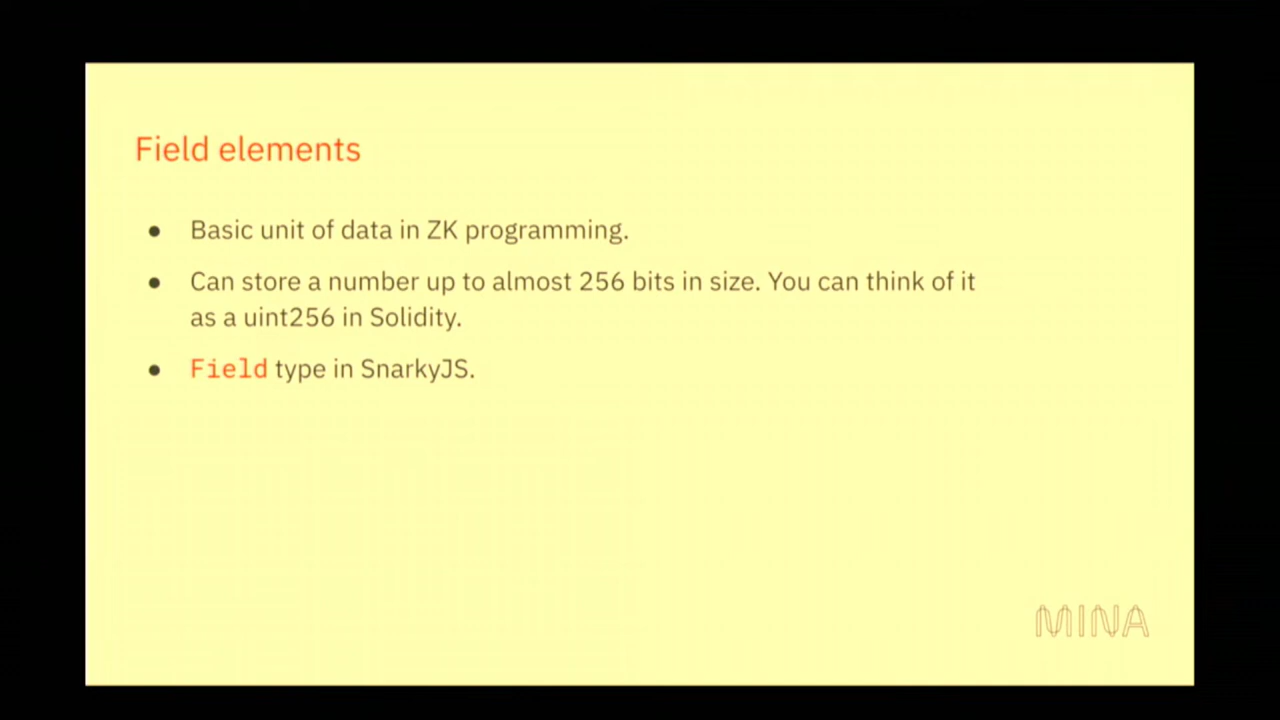 Field elements
● Basic unit of data in ZK programming.
● Can store a number up to almost 256 bits in size. You can think of it
as a uint256 in Solidity.
● Field type in SnarkyJS.
MINA